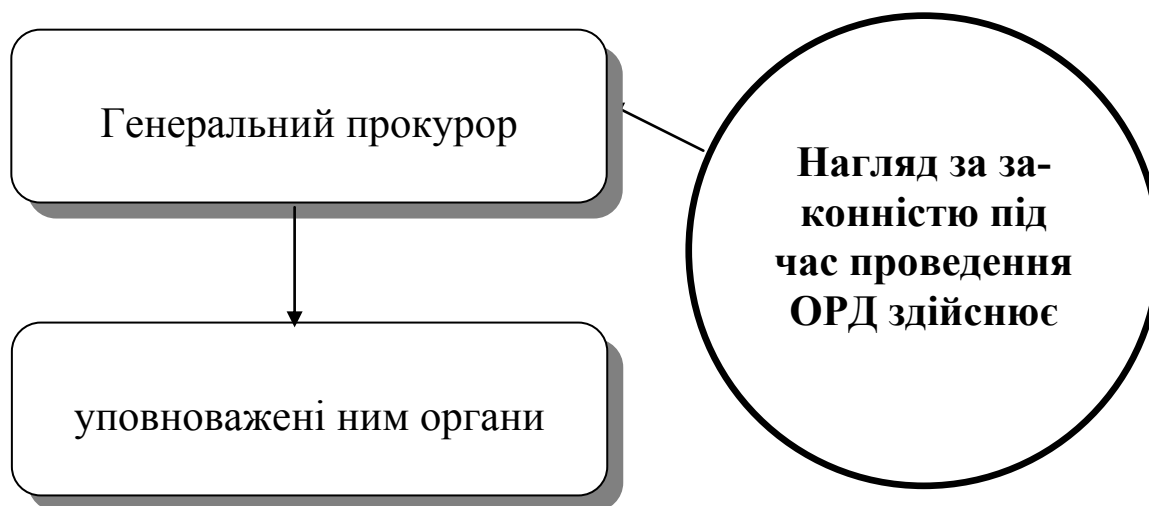 Генеральний прокурор
Нагляд за за-
конністю під
час проведення
ОРД здійснює
уповноважені ним органи